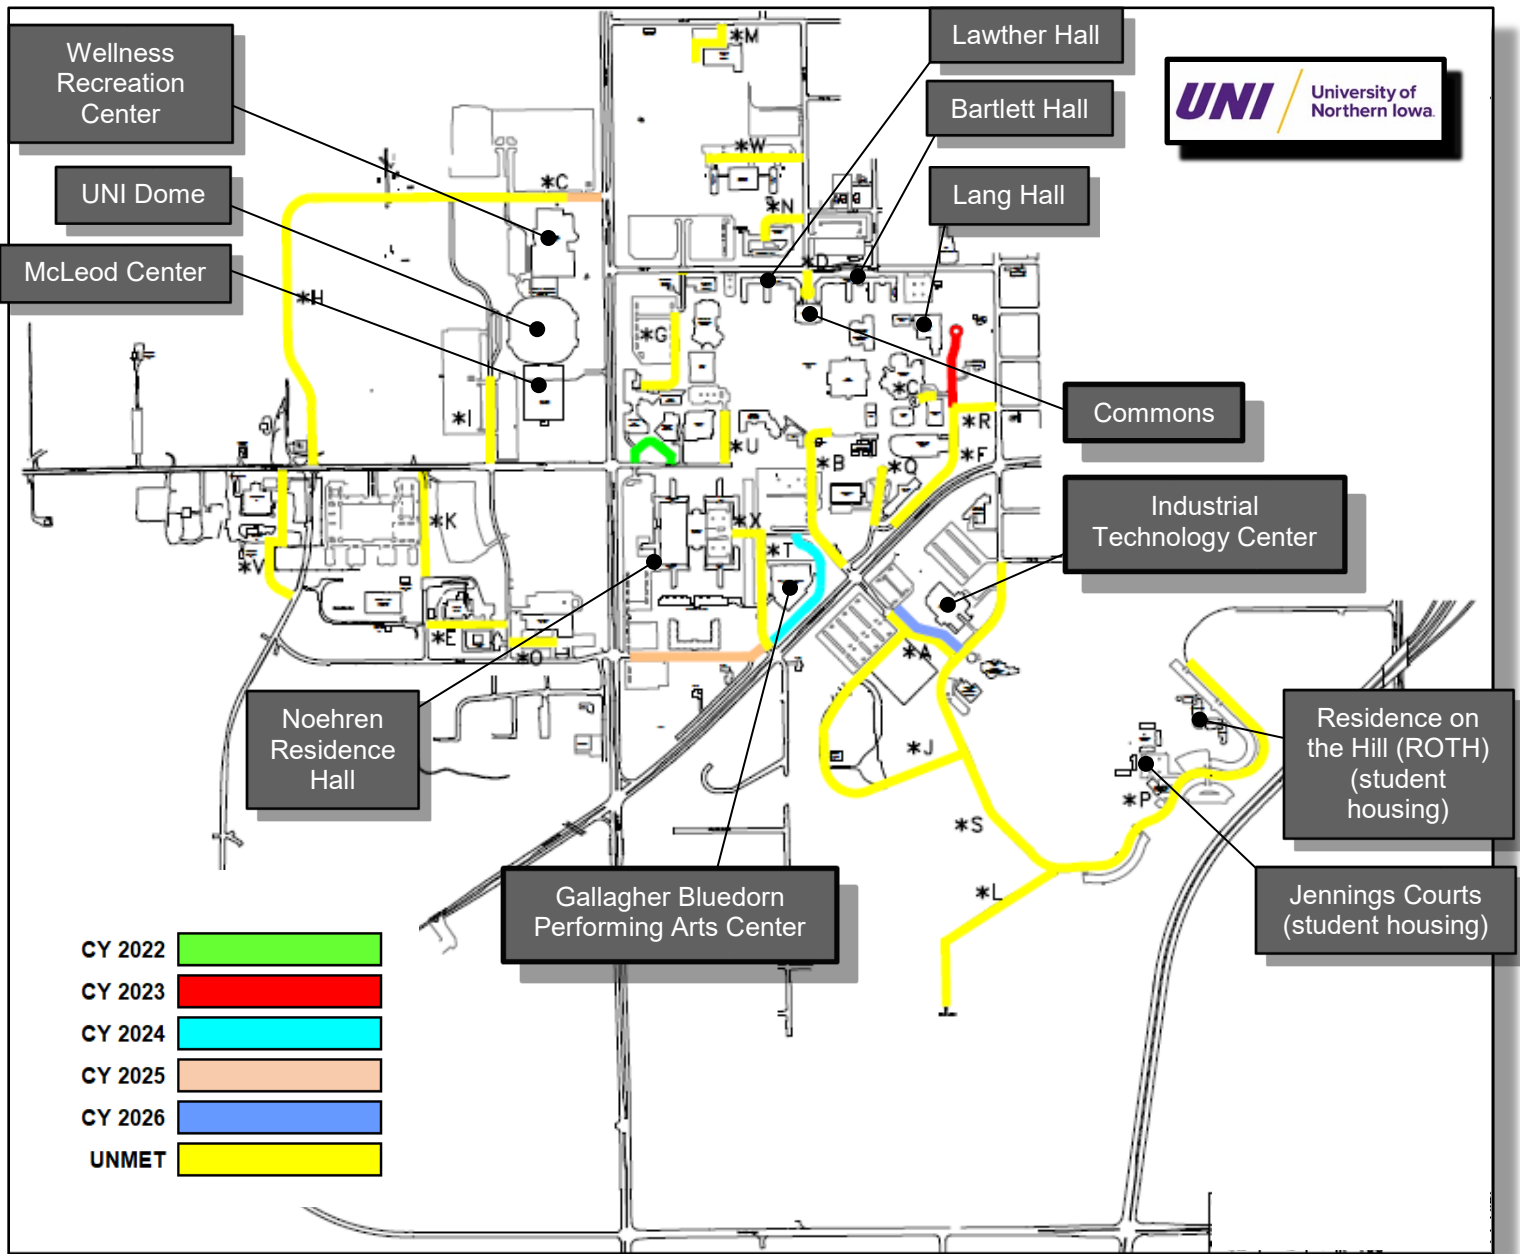 Wellness
Recreation
Center
UNI Dome
McLeod Center
Lawther Hall
Bartlett Hall
Lang Hall
UNI
University of
Northern Iowa.
Commons
Industrial
Technology Center
Noehren
Residence
Hall
Gallagher Bluedorn
Performing Arts Center
Residence on
the Hill (ROTH)
(student
housing)
Jennings Courts
(student housing)
*M
*W
*C
*N
*D
*H
*G
*C
*I
*R
*U
*B
*Q
*F
*K
*X
*T
*V
*E
*O
*A
*J
*P
*S
*L
CY 2022
CY 2023
CY 2024
CY 2025
CY 2026
UNMET